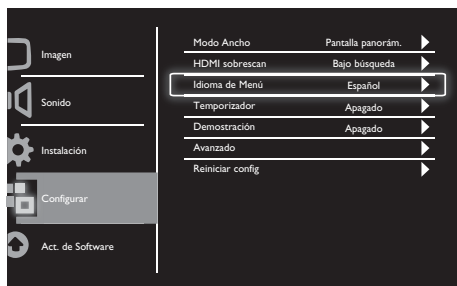 Imagen
Sonido
Instalación
Configurar
Act. de Software
Modo Ancho Pantalla panorám.
HDMI sobrescan Bajo búsqueda
Idioma de Menú Español
Temporizador Apagado
Demostración Apagado
Avanzado
Reiniciar config